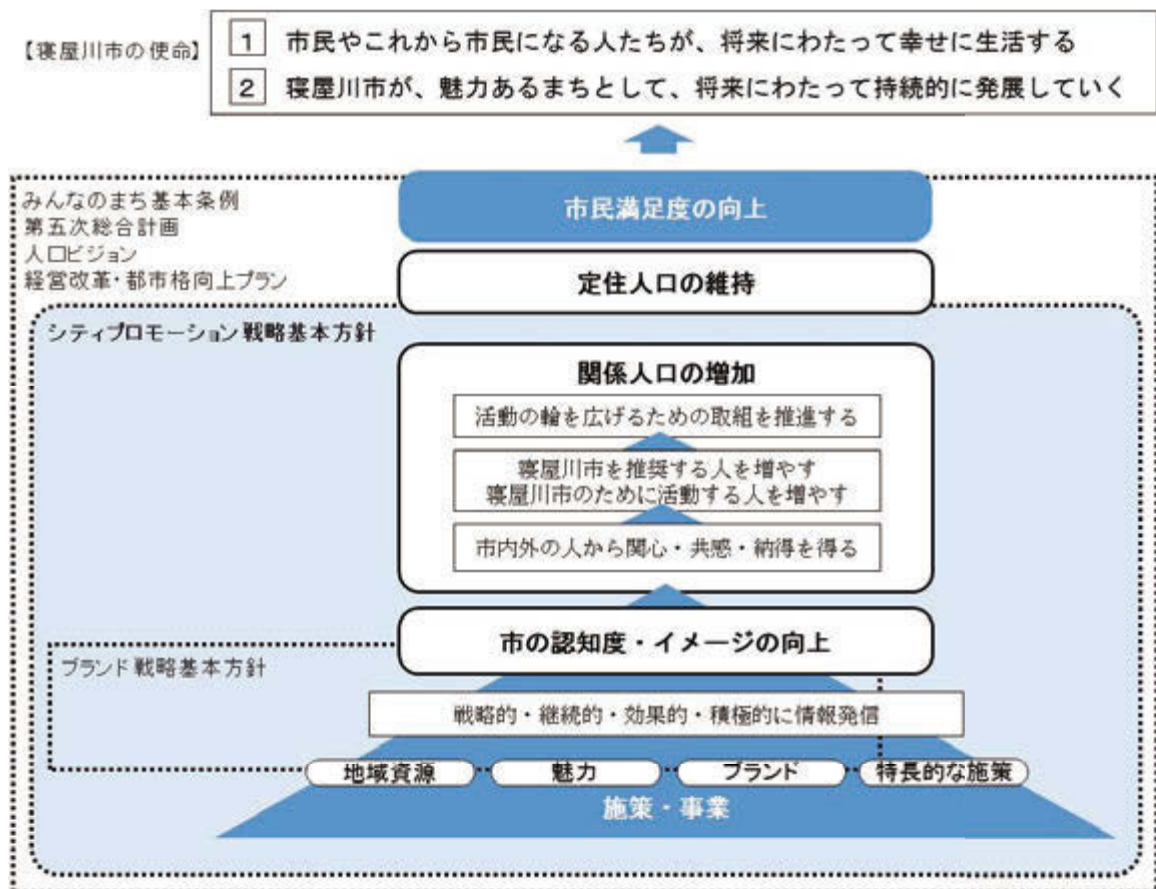 【寝屋川市の使命】
1 市民やこれから市民になる人たちが、将来にわたって幸せに生活する
2 寝屋川市が、魅力あるまちとして、将来にわたって持続的に発展していく
みんなのまち基本条例
第五次総合計画
人口ビジョン
経営改革・都市格向上プラン
市民満足度の向上
定住人口の維持
シティプロモーション戦略基本方針
関係人口の増加
活動の輪を広げるための取組を推進する
寝屋川市を推奨する人を増やす
寝屋川市のために活動する人を増やす
市内外の人から関心・共感・納得を得る
市の認知度・イメージの向上
ブランド戦略基本方針
戦略的・継続的・効果的・積極的に情報発信
地域資源
魅力
ブランド
特長的な施策
施策・事業